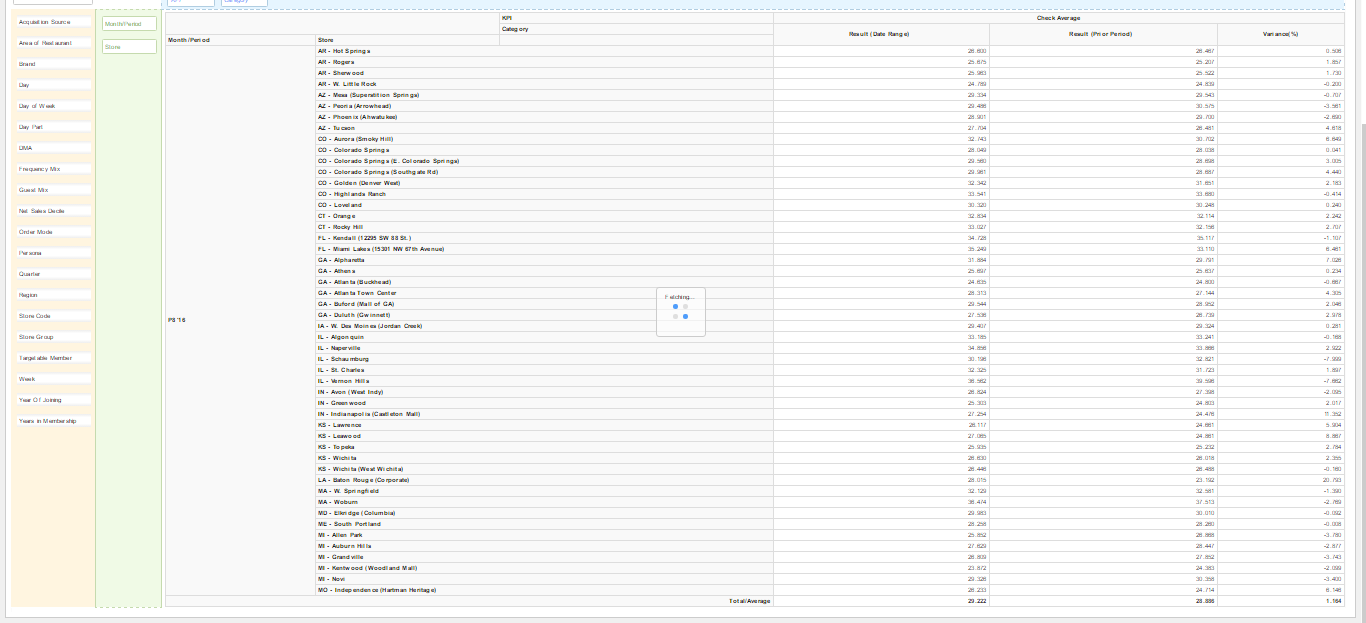 Acquisition Source
Area of Restaurant
Brand
Day
Day of Week
Day Part
DMA
Frequency Mix
Guest Mix
Net Sales Decile
Order Mode
Persona
Quarter
Region
Store Code
Store Group
Targetable Member
Week
Year Of Joining
Years in Membership
Month/Period
Store
KPI Check Average
Category
Result (Date Range) Result (Prior Period) Variance(%)
Month/Period Store
P8 '16
AR - Hot Springs 26.600 26.467 0.506
AR - Rogers 25.675 25.207 1.857
AR - Sherwood 25.963 25.522 1.730
AR - W. Little Rock 24.789 24.839 -0.200
AZ - Mesa (Superstition Springs) 29.334 29.543 -0.707
AZ - Peoria (Arrowhead) 29.486 30.575 -3.561
AZ - Phoenix (Ahwatukee) 28.901 29.700 -2.690
AZ - Tucson 27.704 26.481 4.618
CO - Aurora (Smoky Hill) 32.743 30.702 6.649
CO - Colorado Springs 28.049 28.038 0.041
CO - Colorado Springs (E. Colorado Springs) 29.560 28.698 3.005
CO - Colorado Springs (Southgate Rd) 29.961 28.687 4.440
CO - Golden (Denver West) 32.342 31.651 2.183
CO - Highlands Ranch 33.541 33.680 -0.414
CO - Loveland 30.320 30.248 0.240
CT - Orange 32.834 32.114 2.242
CT - Rocky Hill 33.027 32.156 2.707
FL - Kendall (12295 SW 88 St.) 34.728 35.117 -1.107
FL - Miami Lakes (15301 NW 67th Avenue) 35.249 33.110 6.461
GA - Alpharetta 31.884 29.791 7.026
GA - Athens 25.697 25.637 0.234
GA - Atlanta (Buckhead) 24.635 24.800 -0.667
GA - Atlanta Town Center 28.313 27.144 4.305
GA - Buford (Mall of GA) 29.544 28.952 2.046
GA - Duluth (Gwinnett) 27.536 26.739 2.978
IA - W. Des Moines (Jordan Creek) 29.407 29.324 0.281
IL - Algonquin 33.185 33.241 -0.168
IL - Naperville 34.856 33.866 2.922
IL - Schaumburg 30.196 32.821 -7.999
IL - St. Charles 32.325 31.723 1.897
IL - Vernon Hills 36.562 39.596 -7.662
IN - Avon (West Indy) 26.824 27.398 -2.095
IN - Greenwood 25.303 24.803 2.017
IN - Indianapolis (Castleton Mall) 27.254 24.476 11.352
KS - Lawrence 26.117 24.661 5.904
KS - Leawood 27.065 24.861 8.867
KS - Topeka 25.935 25.232 2.784
KS - Wichita 26.630 26.018 2.355
KS - Wichita (West Wichita) 26.446 26.488 -0.160
LA - Baton Rouge (Corporate) 28.015 23.192 20.793
MA - W. Springfield 32.129 32.581 -1.390
MA - Woburn 36.474 37.513 -2.769
MD - Elkridge (Columbia) 29.983 30.010 -0.092
ME - South Portland 28.258 28.260 -0.008
MI - Allen Park 25.852 26.868 -3.780
MI - Auburn Hills 27.629 28.447 -2.877
MI - Grandville 26.809 27.852 -3.743
MI - Kentwood (Woodland Mall) 23.872 24.383 -2.099
MI - Novi 29.326 30.358 -3.400
MO - Independence (Hartman Heritage) 26.233 24.714 6.146
Total/Average 29.222 28.886 1.164
Fetching...